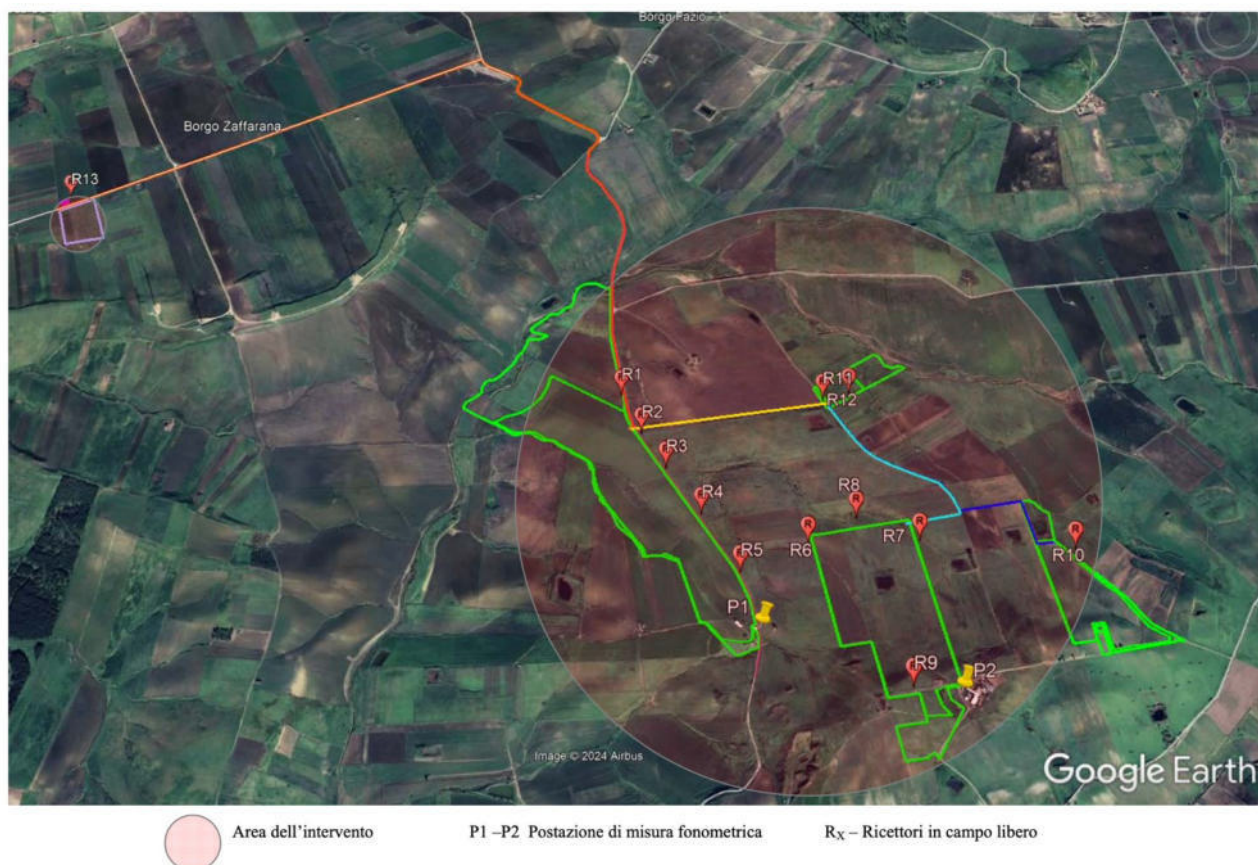 Borgo Fazio
Borgo Zaffarana
R13
R1
R11
R12
R2
R3
R4
R8
R6
R7
R5
R10
P1
R9
P2
Image © 2024 Airbus
Google Earth
Area dell'intervento
P1 –P2 Postazione di misura fonometrica
RX – Ricettori in campo libero